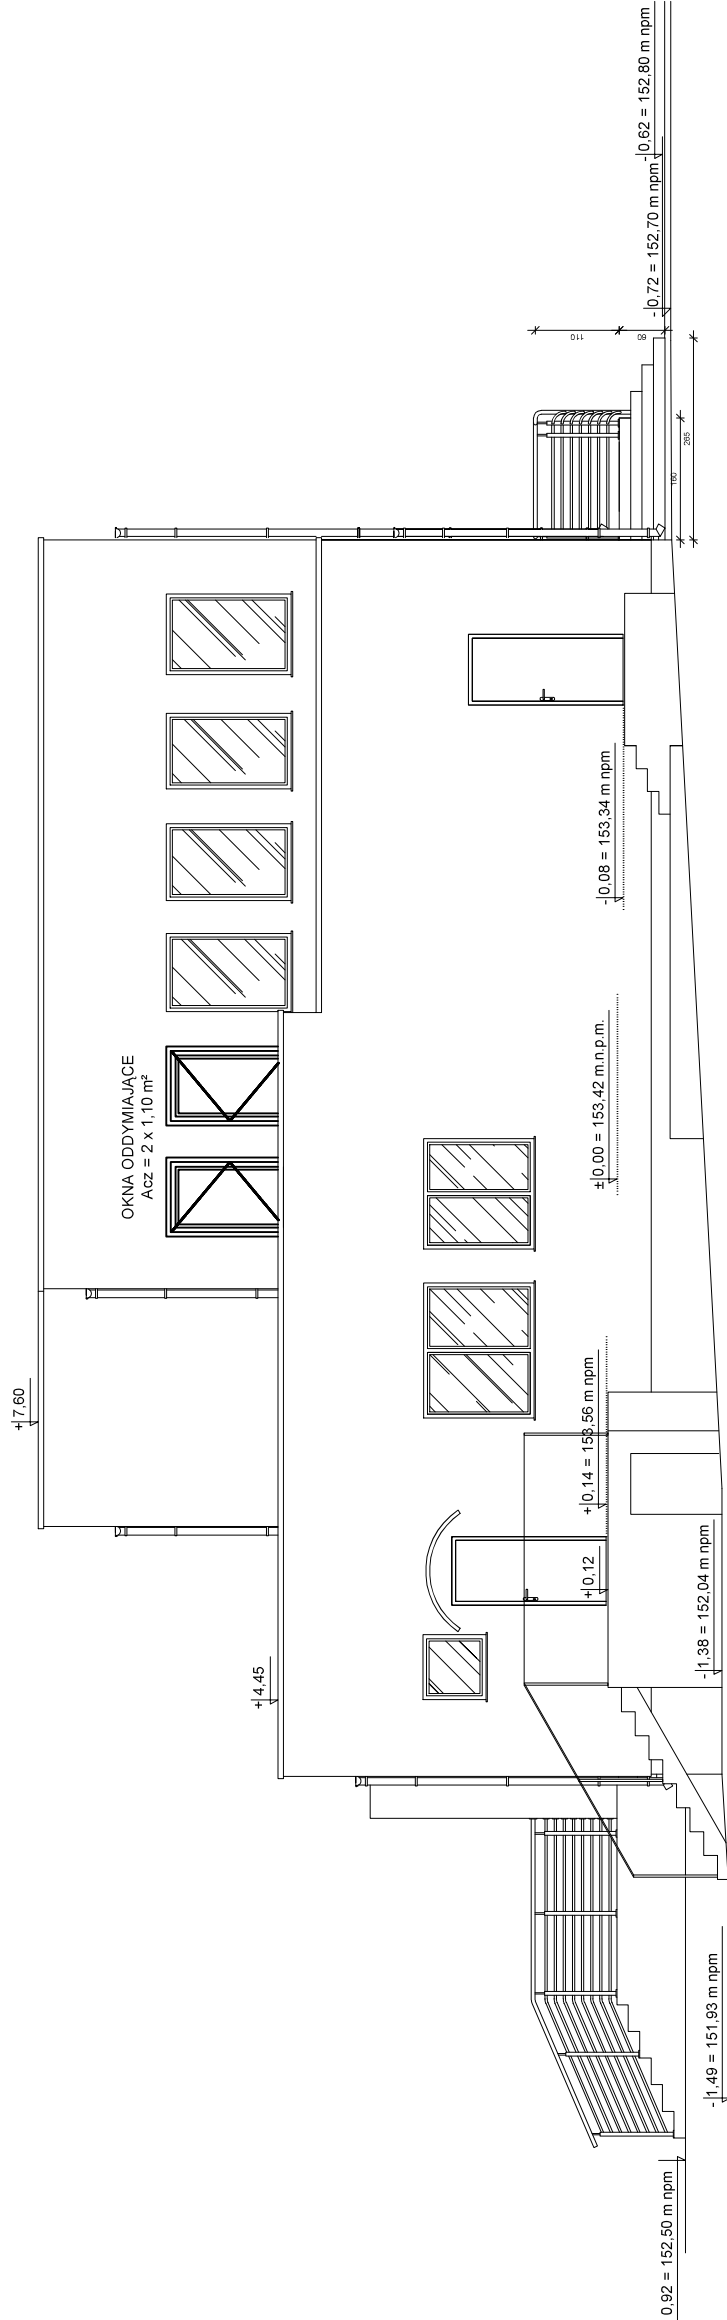 + 7,60
OKNA ODDYMIAJĄCE
Acz = 2 x 1,10 m²
+ 4,45
0,92 = 152,50 m npm
- 1,49 = 151,93 m npm
- 1,38 = 152,04 m npm
+ 0,12
+ 0,14 = 153,56 m npm
± 0,00 = 153,42 m.n.p.m.
- 0,08 = 153,34 m npm
160
265
110
60
- 0,72 = 152,70 m npm
- 0,62 = 152,80 m npm